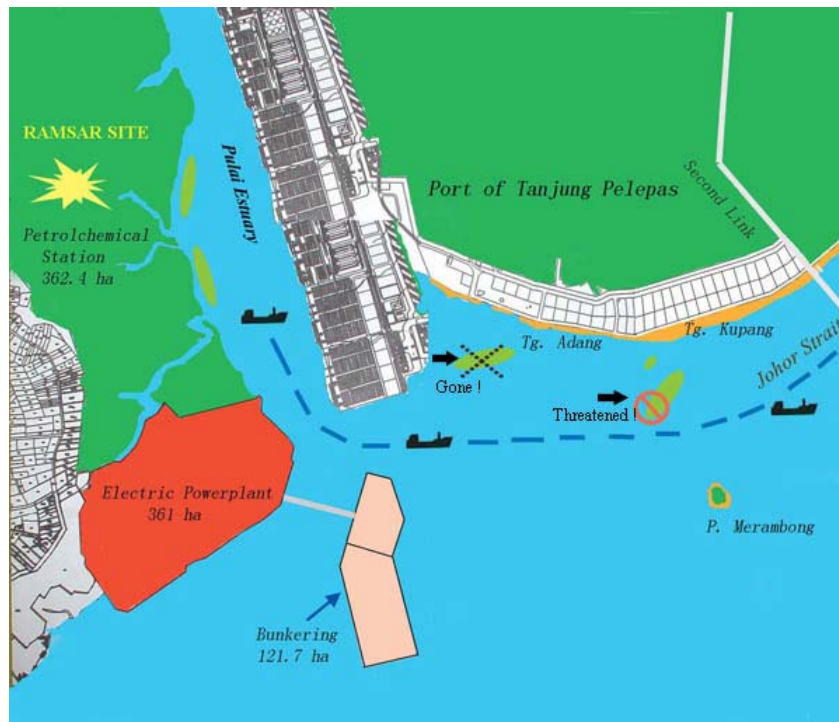 RAMSAR SITE
Petrolchemical
Station
362.4 ha
Pulai Estuary
Port of Tanjung Pelepas
Second Link
Tg. Adang
Tg. Kupang
Johor Strait
Gone !
Threatened !
Electric Powerplant
361 ha
P. Merambong
Bunkering
121.7 ha